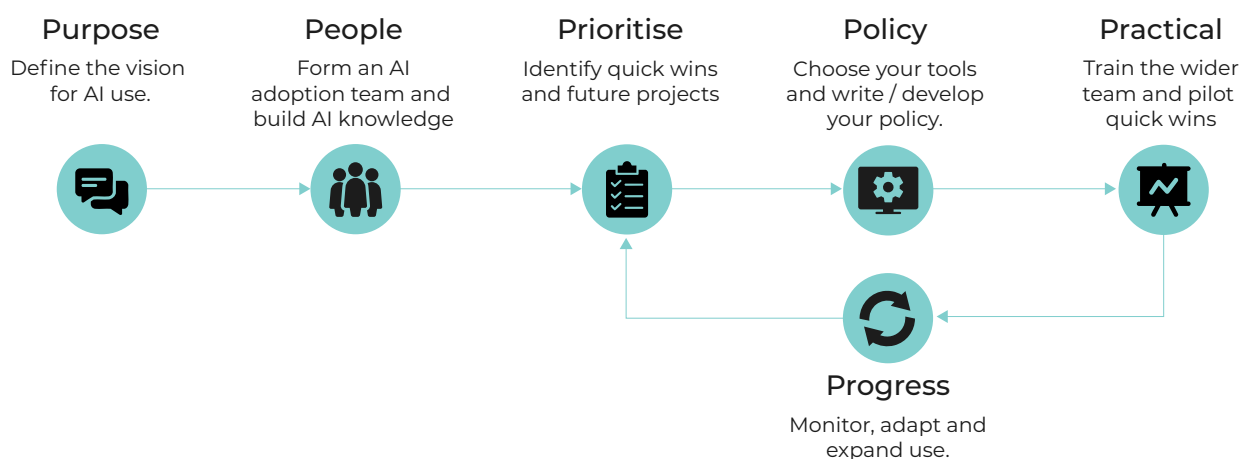 Purpose
Define the vision
for AI use.
People
Form an AI
adoption team and
build AI knowledge
Prioritise
Identify quick wins
and future projects
Policy
Choose your tools
and write / develop
your policy.
Practical
Train the wider
team and pilot
quick wins
Progress
Monitor, adapt and
expand use.